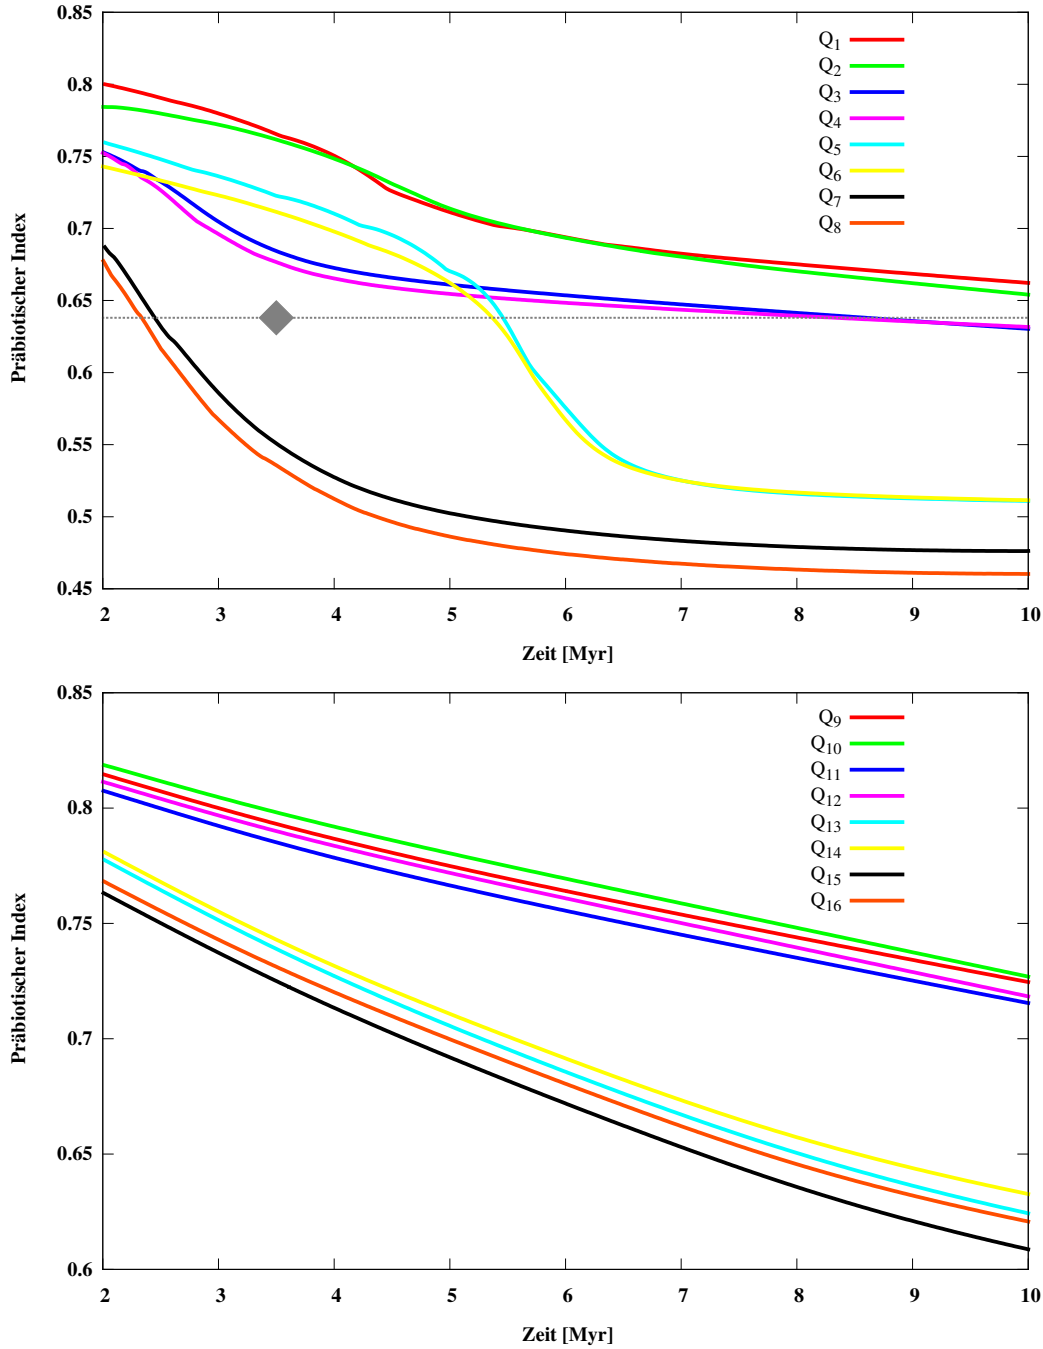 0.85
0.8
0.75
0.7
0.65
0.6
0.55
0.5
0.45
Präbiotischer Index
Q1
Q2
Q3
Q4
Q5
Q6
Q7
Q8
2 3 4 5 6 7 8 9 10
Zeit [Myr]
0.85
0.8
0.75
0.7
0.65
0.6
Präbiotischer Index
Q9
Q10
Q11
Q12
Q13
Q14
Q15
Q16
2 3 4 5 6 7 8 9 10
Zeit [Myr]